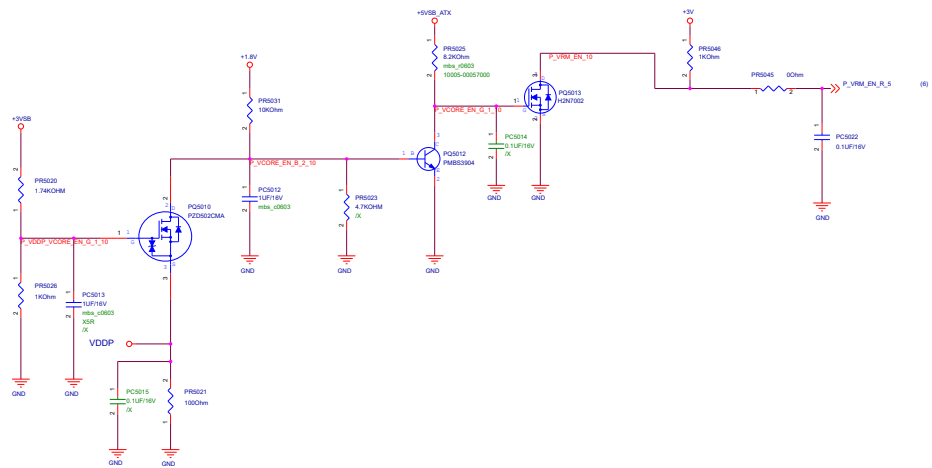 +5VSB_ATX
+3V
PR5025
8.2KOhm
mbs_r0603
10005-00057000
P_VRM_EN_10
PR5046
1KOhm
PR5045 0Ohm
P_VRM_EN_R_5 (6)
+1.8V
PR5031
10KOhm
PQ5013
H2N7002
P_VCORE_EN_G_1_10
+3VSB
PC5014
0.1UF/16V
/X
PC5022
0.1UF/16V
PQ5012
PMBS3904
P_VCORE_EN_B_2_10
PR5020
1.74KOHM
PC5012
1UF/16V
mbs_c0603
PR5023
4.7KOHM
/X
PQ5010
PZD502CMA
P_VDDP_VCORE_EN_G_1_10
GND
GND
GND
GND
GND
GND
PR5026
1KOhm
PC5013
1UF/16V
mbs_c0603
X5R
/X
VDDP
GND
GND
PC5015
0.1UF/16V
/X
PR5021
100Ohm
GND
GND